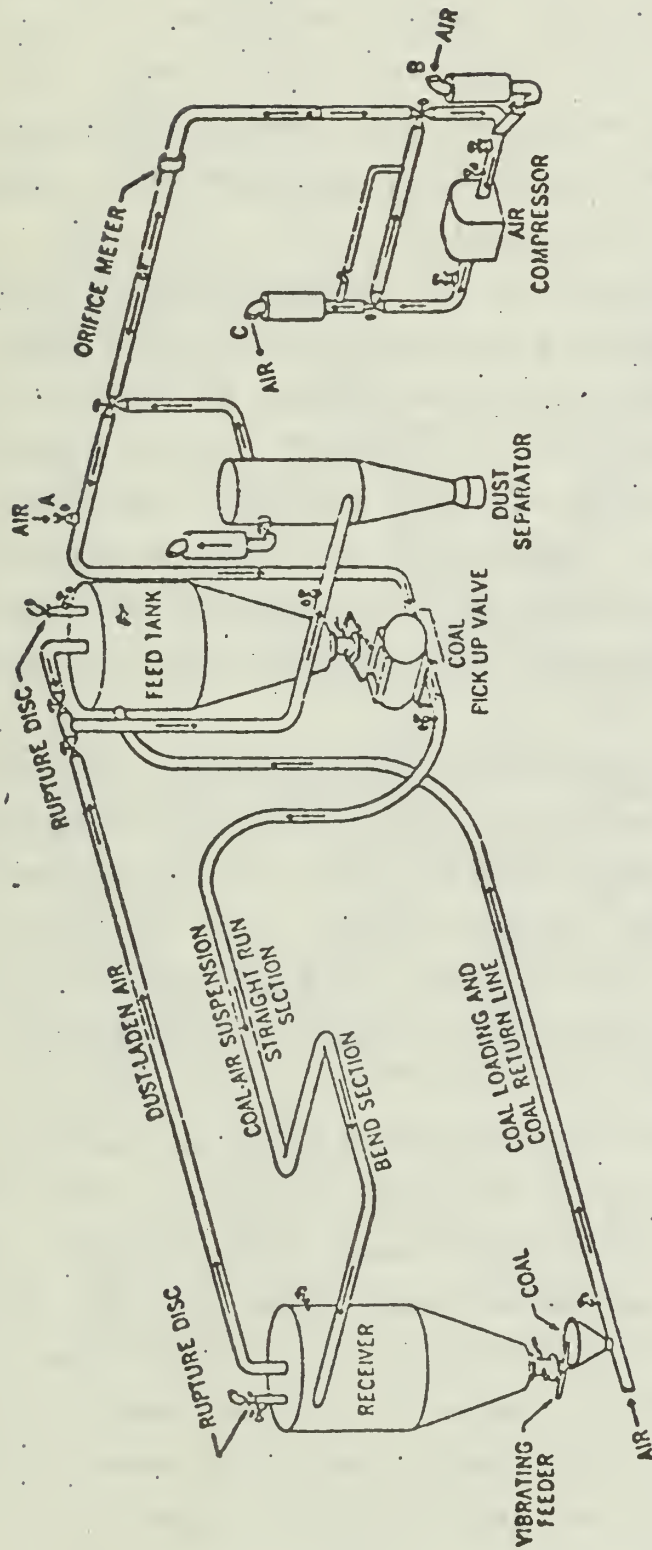 RUPTURE DISC
DUST-LADEN AIR
RUPTURE DISC
AIR
A
ORIFICE METER
FEED TANK
RECEIVER
COAL-AIR SUSPENSION
STRAIGHT RUN
SECTION
BEND SECTION
COAL
PICK UP VALVE
DUST
SEPARATOR
AIR
C
AIR
COMPRESSOR
B
AIR
VIBRATING
FEEDER
COAL
AIR
COAL LOADING AND
COAL RETURN LINE